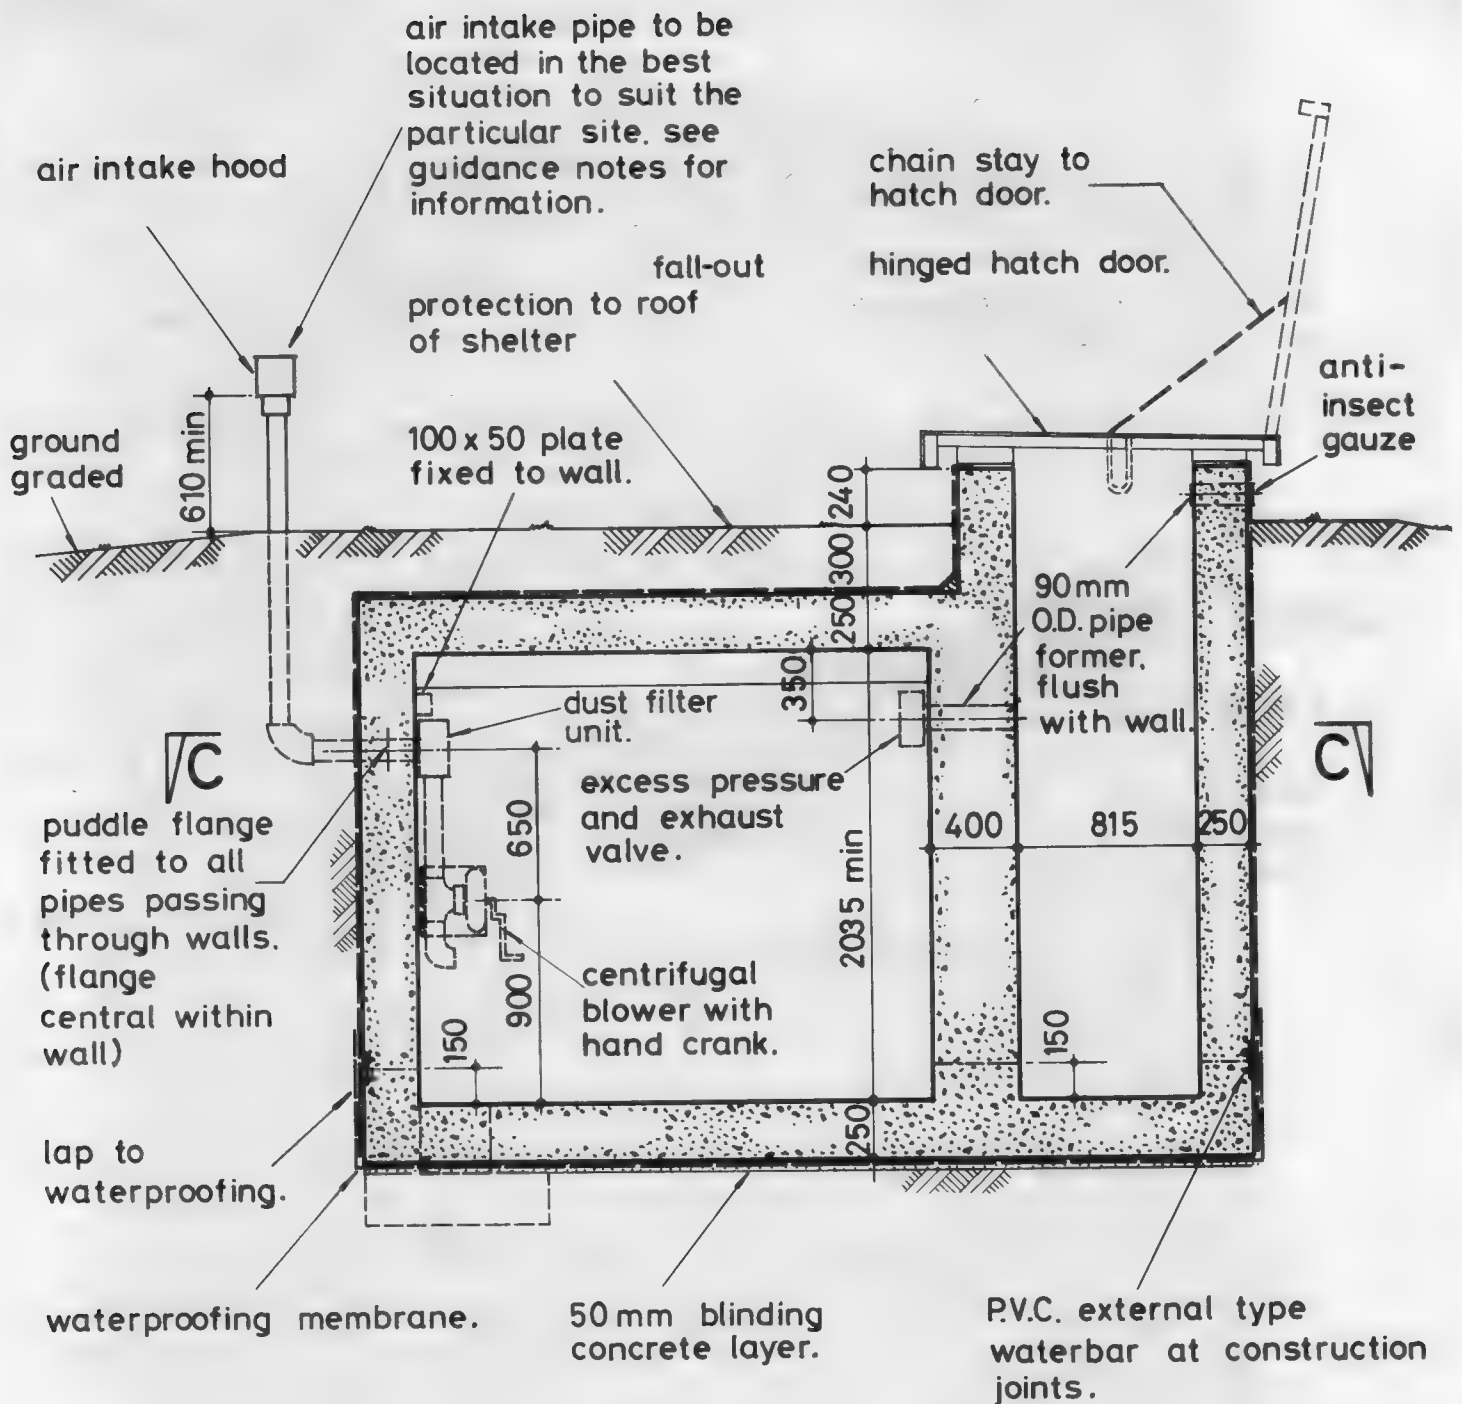 air intake pipe to be
located in the best
situation to suit the
particular site. see
guidance notes for
information.
air intake hood
chain stay to
hatch door.
hinged hatch door.
fall-out
protection to roof
of shelter
anti-
insect
gauze
ground
graded
610 min
100 x 50 plate
fixed to wall.
240
300
250
350
90mm
O.D. pipe
former,
flush
with wall.
dust filter
unit.
C
C
excess pressure
and exhaust
valve.
puddle flange
fitted to all
pipes passing
through walls.
(flange
central within
wall)
650
400
815
250
2035 min
900
centrifugal
blower with
hand crank.
150
150
250
lap to
waterproofing.
waterproofing membrane.
50mm blinding
concrete layer.
P.V.C. external type
waterbar at construction
joints.